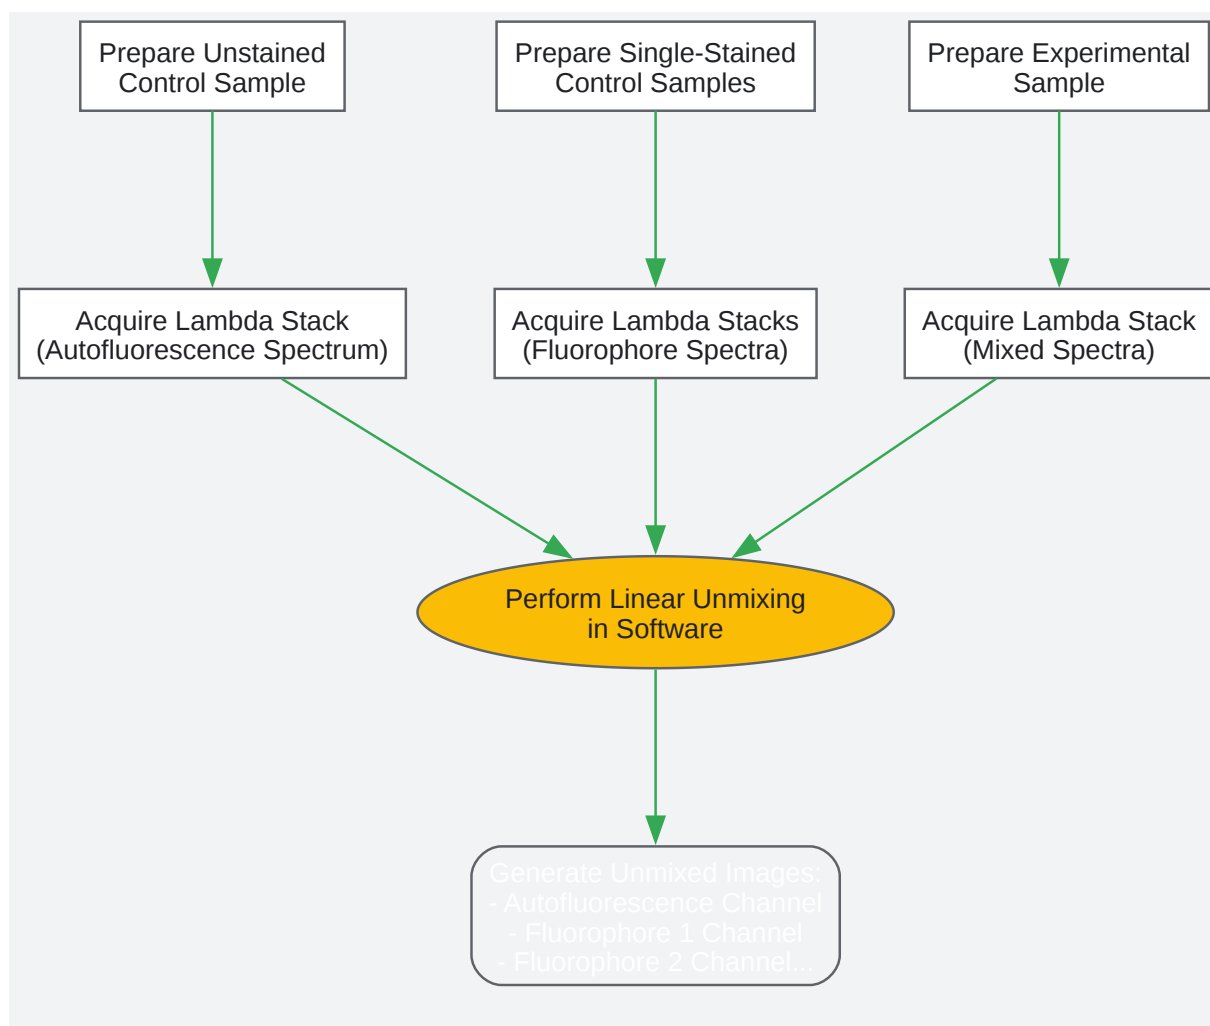 Prepare Unstained
Control Sample
Prepare Single-Stained
Control Samples
Prepare Experimental
Sample
Acquire Lambda Stack
(Autofluorescence Spectrum)
Acquire Lambda Stacks
(Fluorophore Spectra)
Acquire Lambda Stack
(Mixed Spectra)
Perform Linear Unmixing
in Software
Generate Unmixed Images:
- Autofluorescence Channel
- Fluorophore 1 Channel
- Fluorophore 2 Channel...